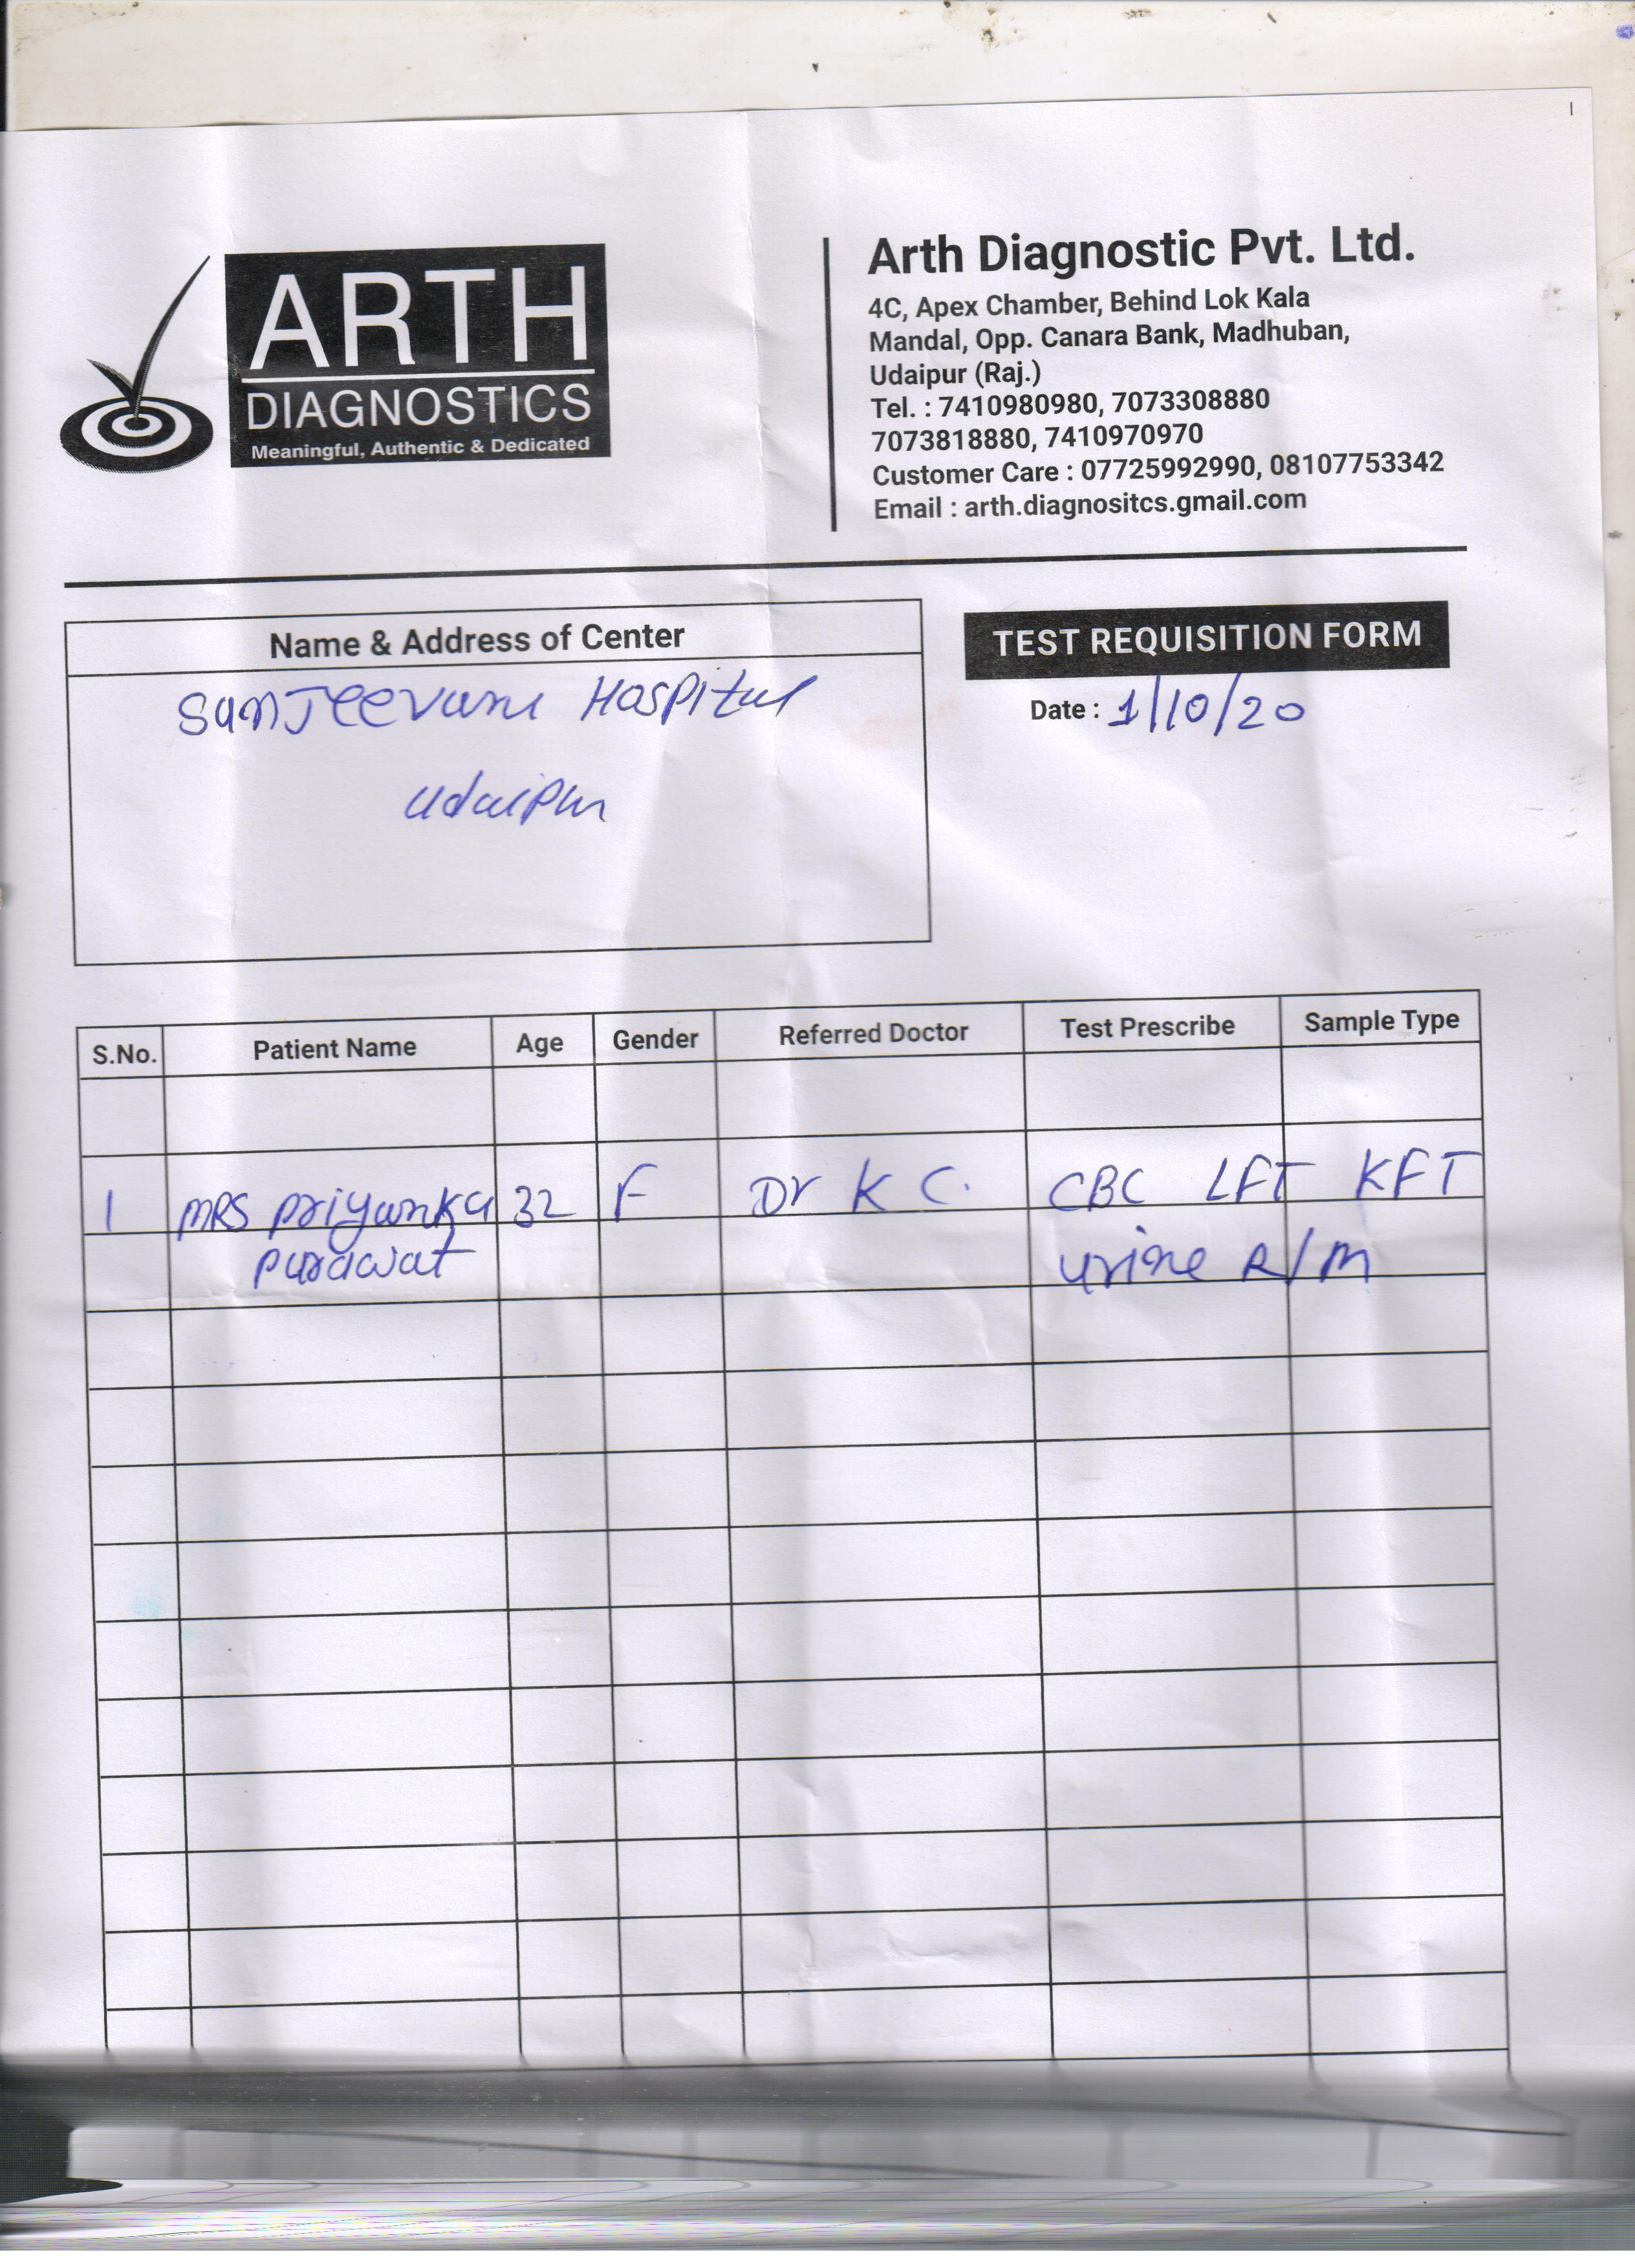 ARTH
DIAGNOSTICS
Meaningful, Authentic & Dedicated
Arth Diagnostic Pvt. Ltd.
4C, Apex Chamber, Behind Lok Kala
Mandal, Opp. Canara Bank, Madhuban,
Udaipur (Raj.)
Tel. : 7410980980, 7073308880
7073818880, 7410970970
Customer Care : 07725992990, 08107753342
Email : arth.diagnositcs.gmail.com
Name & Address of Center
SanJeevani Hospital
Udaipur
TEST REQUISITION FORM
Date : 1/10/20
S.No. Patient Name Age Gender Referred Doctor Test Prescribe Sample Type
1 MRS Priyanka 32 F Dr K C. CBC LFT KFT
Purawat urine R/M